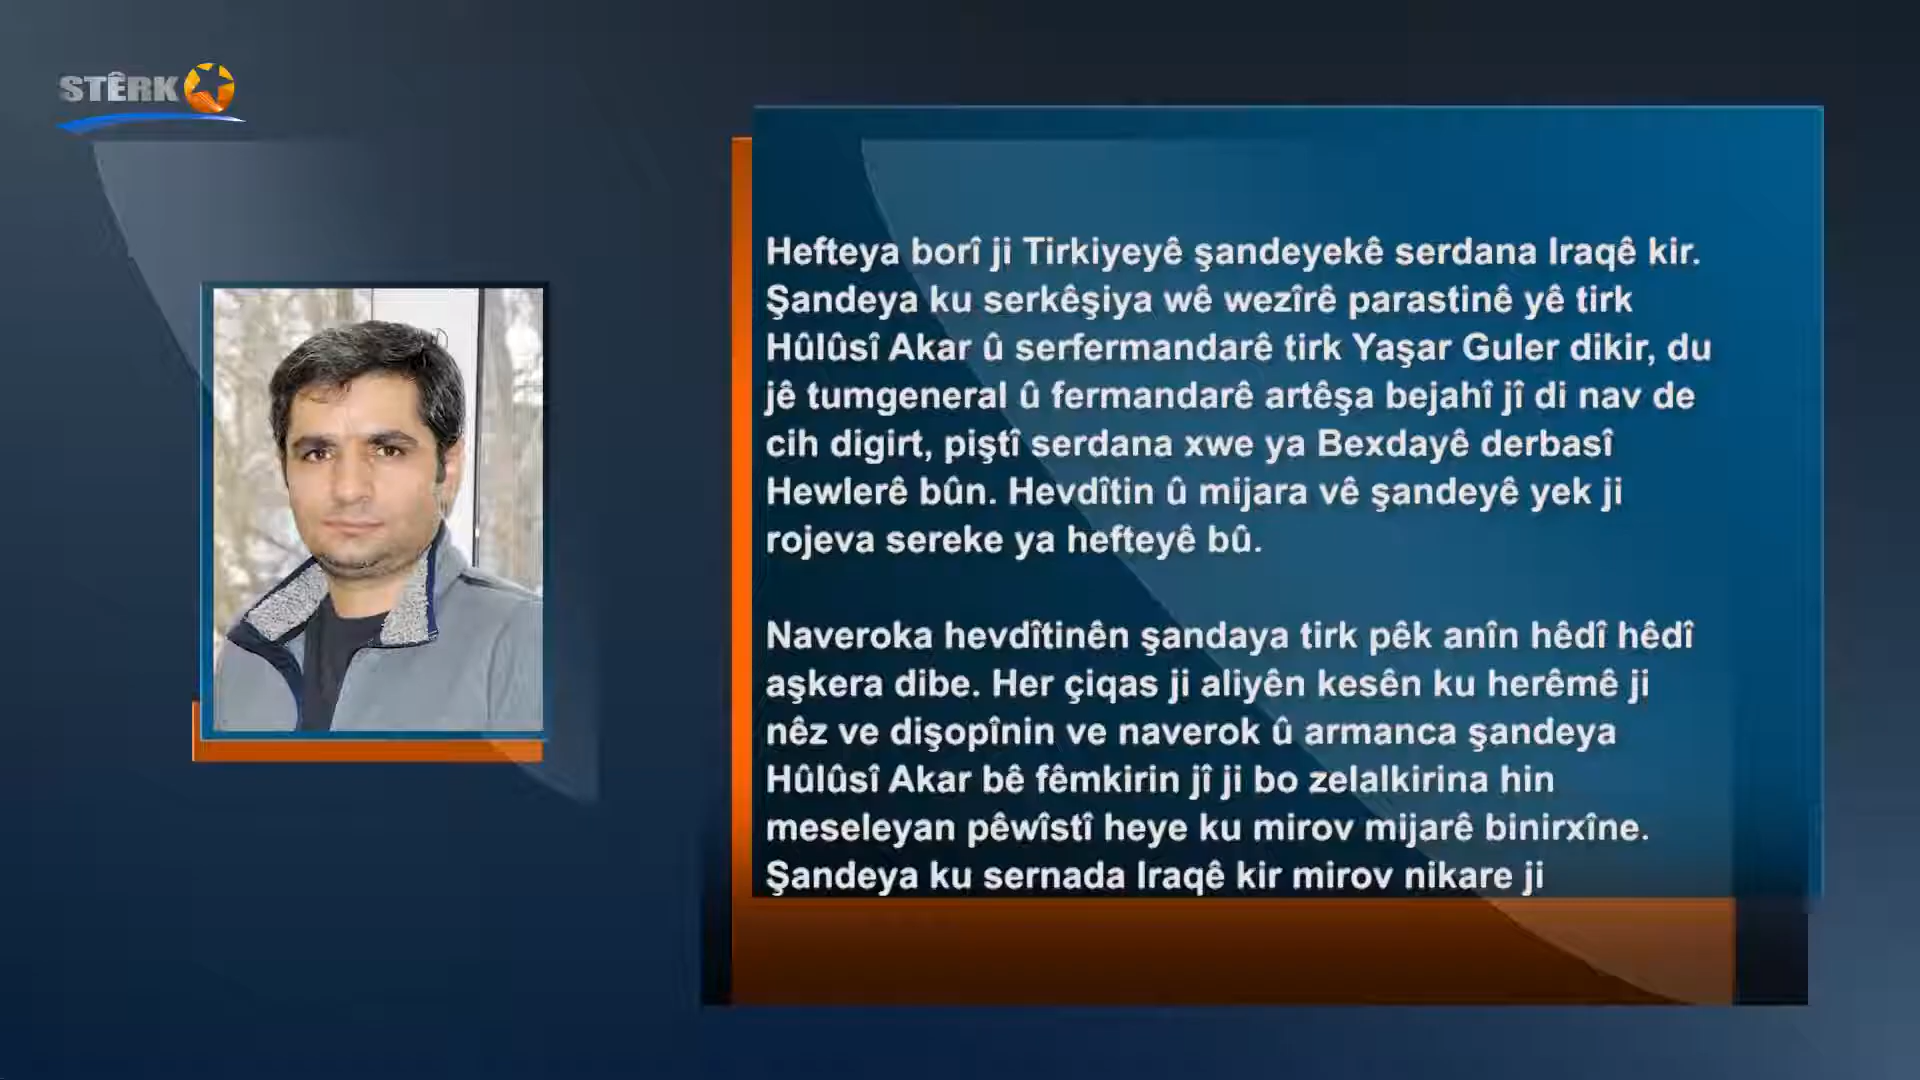 STÊRK
Hefteya borî ji Tirkiyeyê şandeyekê serdana Iraqê kir.
Şandeya ku serkêşiya wê wezîrê parastinê yê tirk
Hûlûsî Akar û serfermandarê tirk Yaşar Guler dikir, du
jê tumgeneral û fermandarê artêşa bejahî jî di nav de
cih digirt, piştî serdana xwe ya Bexdayê derbasî
Hewlerê bûn. Hevdîtin û mijara vê şandeyê yek ji
rojeva sereke ya hefteyê bû.
Naveroka hevdîtinên şandaya tirk pêk anîn hêdî hêdî
aşkera dibe. Her çiqas ji aliyên kesên ku herêmê ji
nêz ve dişopînin ve naverok û armanca şandeya
Hûlûsî Akar bê fêmkirin jî ji bo zelalkirina hin
meseleyan pêwîstî heye ku mirov mijarê binirxîne.
Şandeya ku sernada Iraqê kir mirov nikare ji